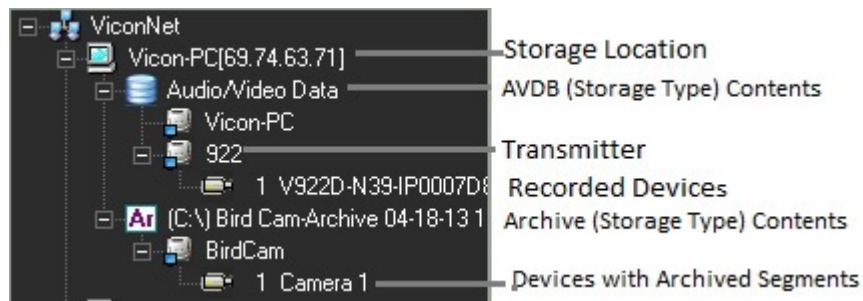 ViconNet
Vicon-PC[69.74.63.71] Storage Location
Audio/Video Data AVDB (Storage Type) Contents
Vicon-PC
922 Transmitter
1 V922D-N39-IP0007D8 Recorded Devices
Ar (C:\) Bird Cam-Archive 04-18-13 1 Archive (Storage Type) Contents
BirdCam
1 Camera 1 Devices with Archived Segments